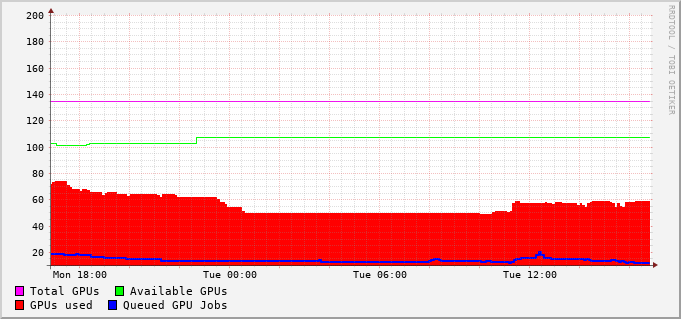 200
180
160
140
120
100
80
60
40
20
Mon 18:00 Tue 00:00 Tue 06:00 Tue 12:00
Total GPUs Available GPUs
GPUs used Queued GPU Jobs
RRDTOOL / TOBI OETIKER